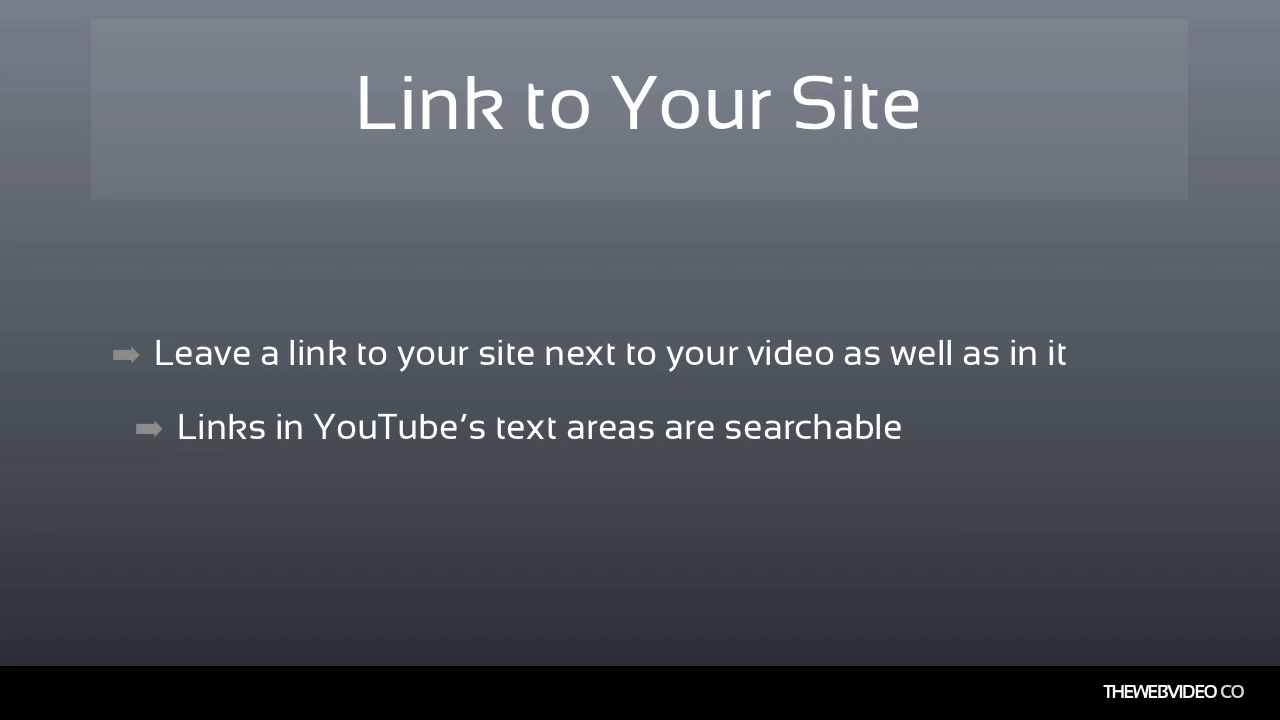 Link to Your Site
Leave a link to your site next to your video as well as in it
Links in YouTube’s text areas are searchable
THEWEBVIDEO CO